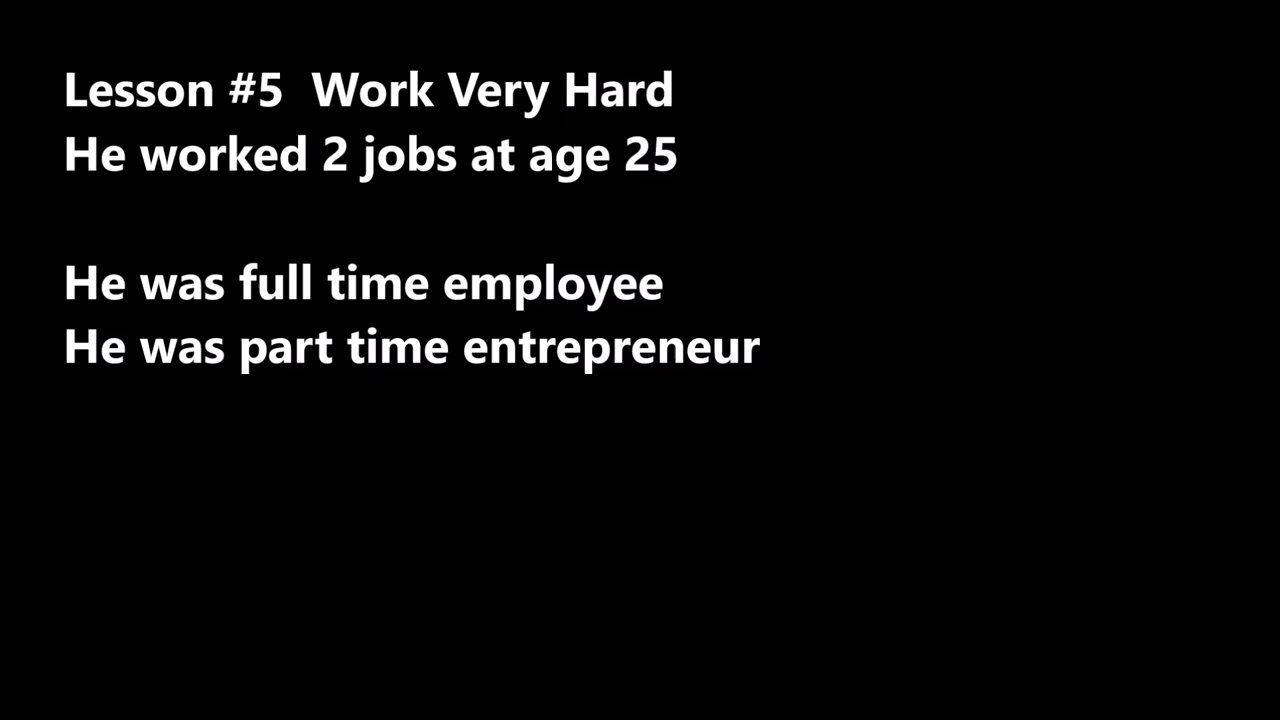 Lesson #5  Work Very Hard
He worked 2 jobs at age 25
He was full time employee
He was part time entrepreneur